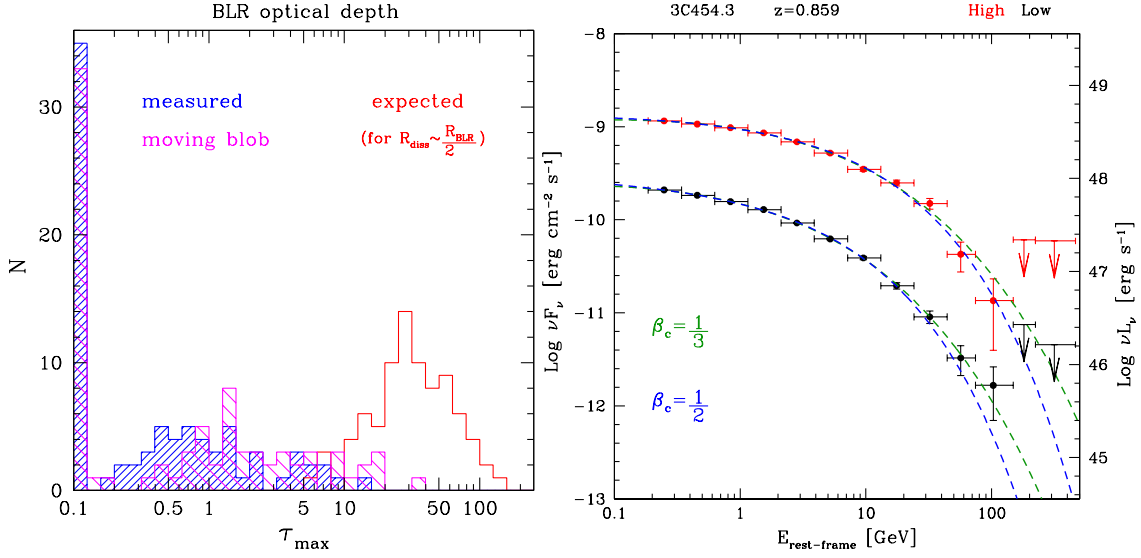 BLR optical depth
measured
expected
moving blob
(for R_diss~R_BLR/2)
N
30
20
10
0
0.1 0.5 1 5 10 50 100
τ_max
3C454.3 z=0.859 High Low
-8
-9
-10
-11
-12
-13
Log νF_ν [erg cm⁻² s⁻¹]
β_c=1/3
β_c=1/2
49
48
47
46
45
Log νL_ν [erg s⁻¹]
0.1 1 10 100
E_rest-frame [GeV]